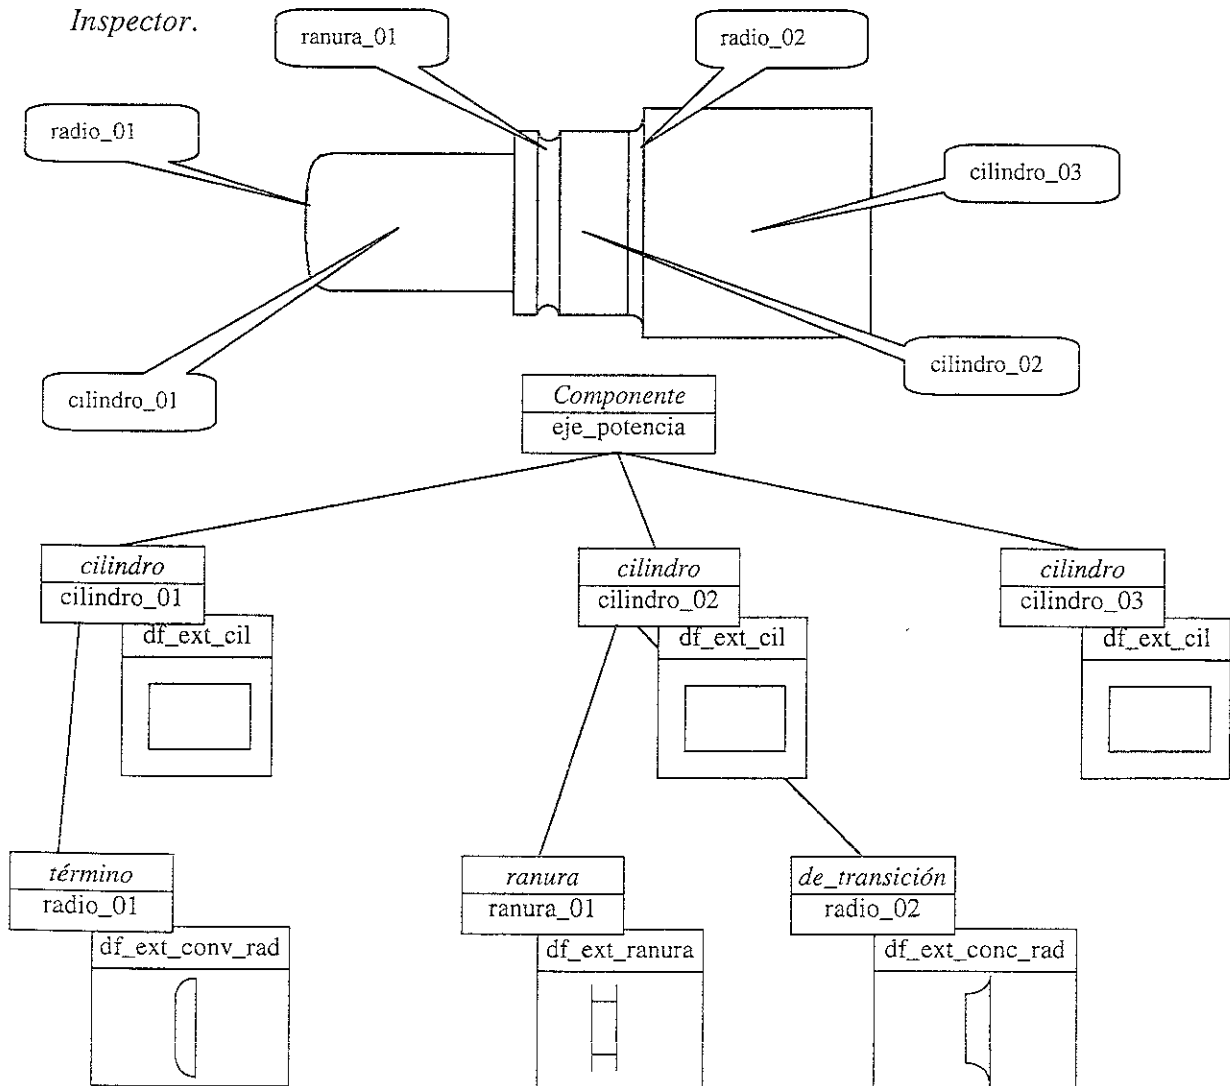 Inspector.
ranura_01
radio_02
radio_01
cilindro_03
cilindro_02
cilindro_01
Componente
eje_potencia
cilindro
cilindro_01
df_ext_cil
cilindro
cilindro_02
df_ext_cil
cilindro
cilindro_03
df_ext_cil
término
radio_01
df_ext_conv_rad
ranura
ranura_01
df_ext_ranura
de_transición
radio_02
df_ext_conc_rad